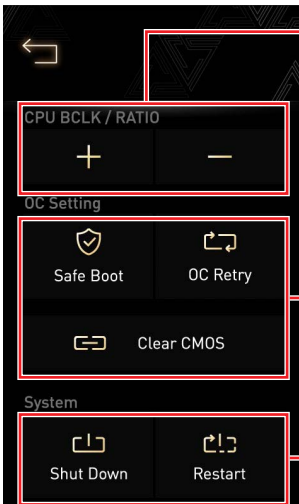 CPU BCLK / RATIO
OC Setting
Safe Boot
OC Retry
Clear CMOS
System
Shut Down
Restart